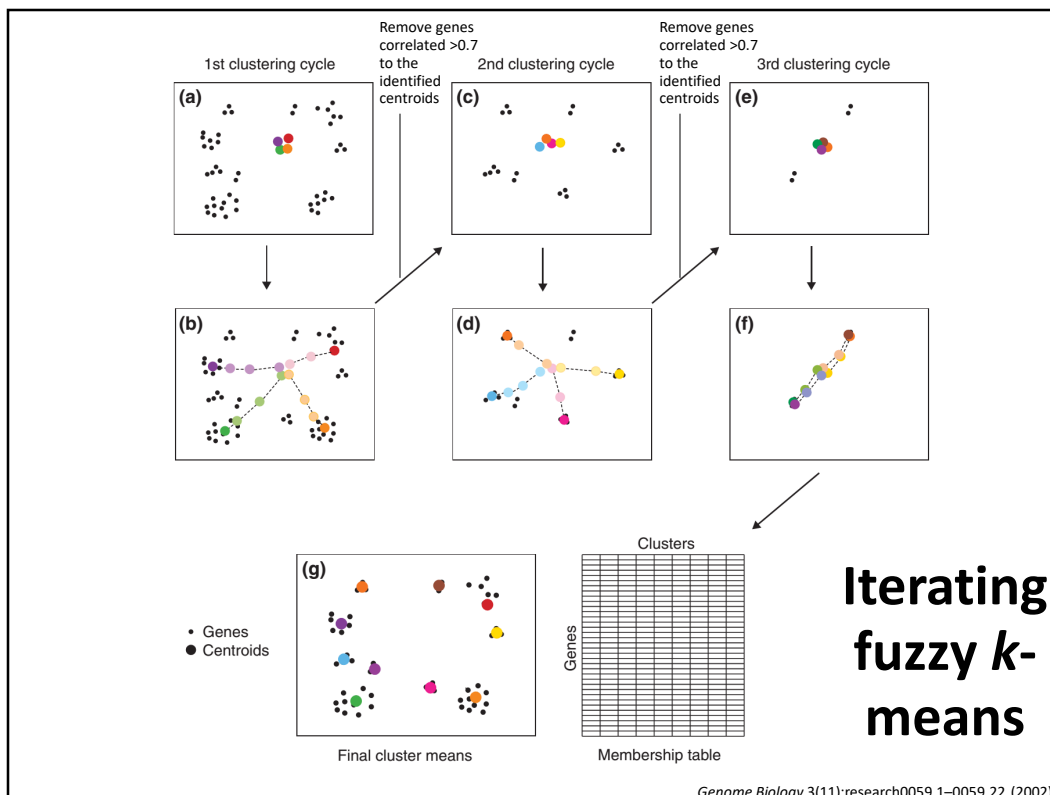 Remove genes
correlated >0.7
to the
identified
centroids
Remove genes
correlated >0.7
to the
identified
centroids
1st clustering cycle
2nd clustering cycle
3rd clustering cycle
(a)
(c)
(e)
(b)
(d)
(f)
(g)
Clusters
Genes
Genes
Centroids
Final cluster means
Membership table
Iterating
fuzzy k-
means
Genome Biology 3(11):research0059.1–0059.22 (2002)